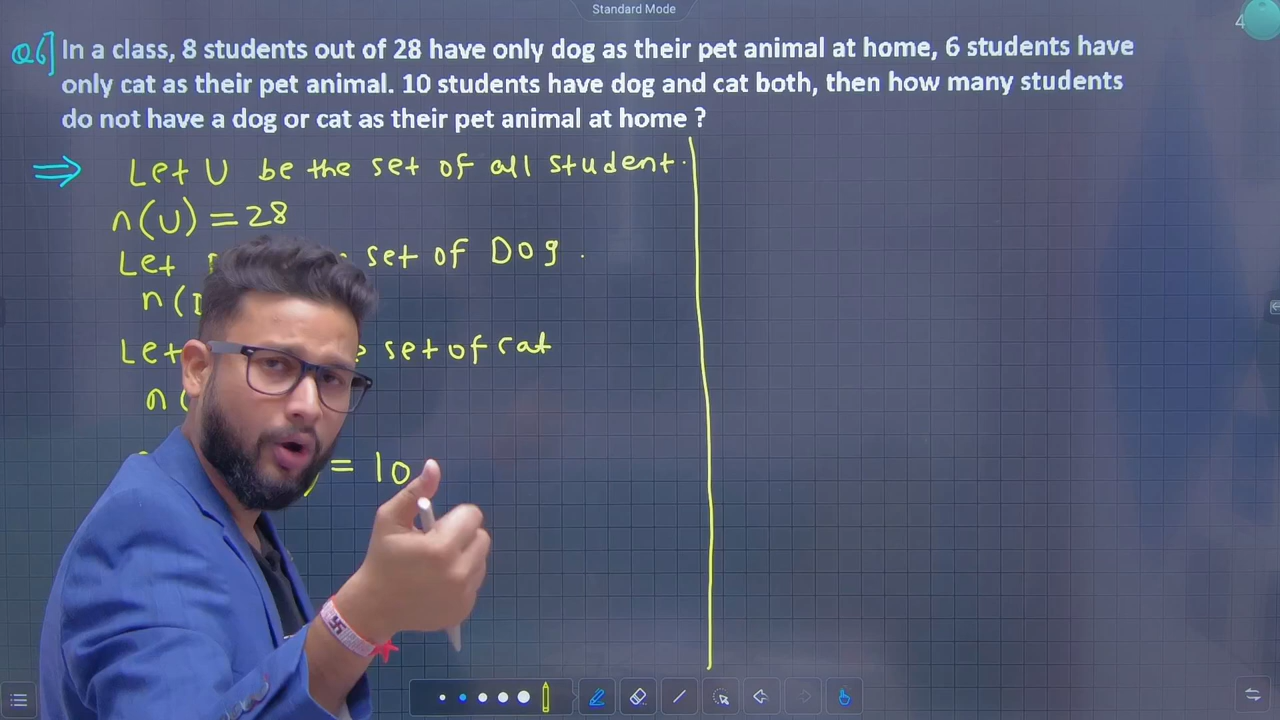 Standard Mode
4
Q6] In a class, 8 students out of 28 have only dog as their pet animal at home, 6 students have
only cat as their pet animal. 10 students have dog and cat both, then how many students
do not have a dog or cat as their pet animal at home ?
⇒ Let U be the set of all student.
n(U) = 28
Let set of Dog.
n(
Let set of cat
n(
) = 10